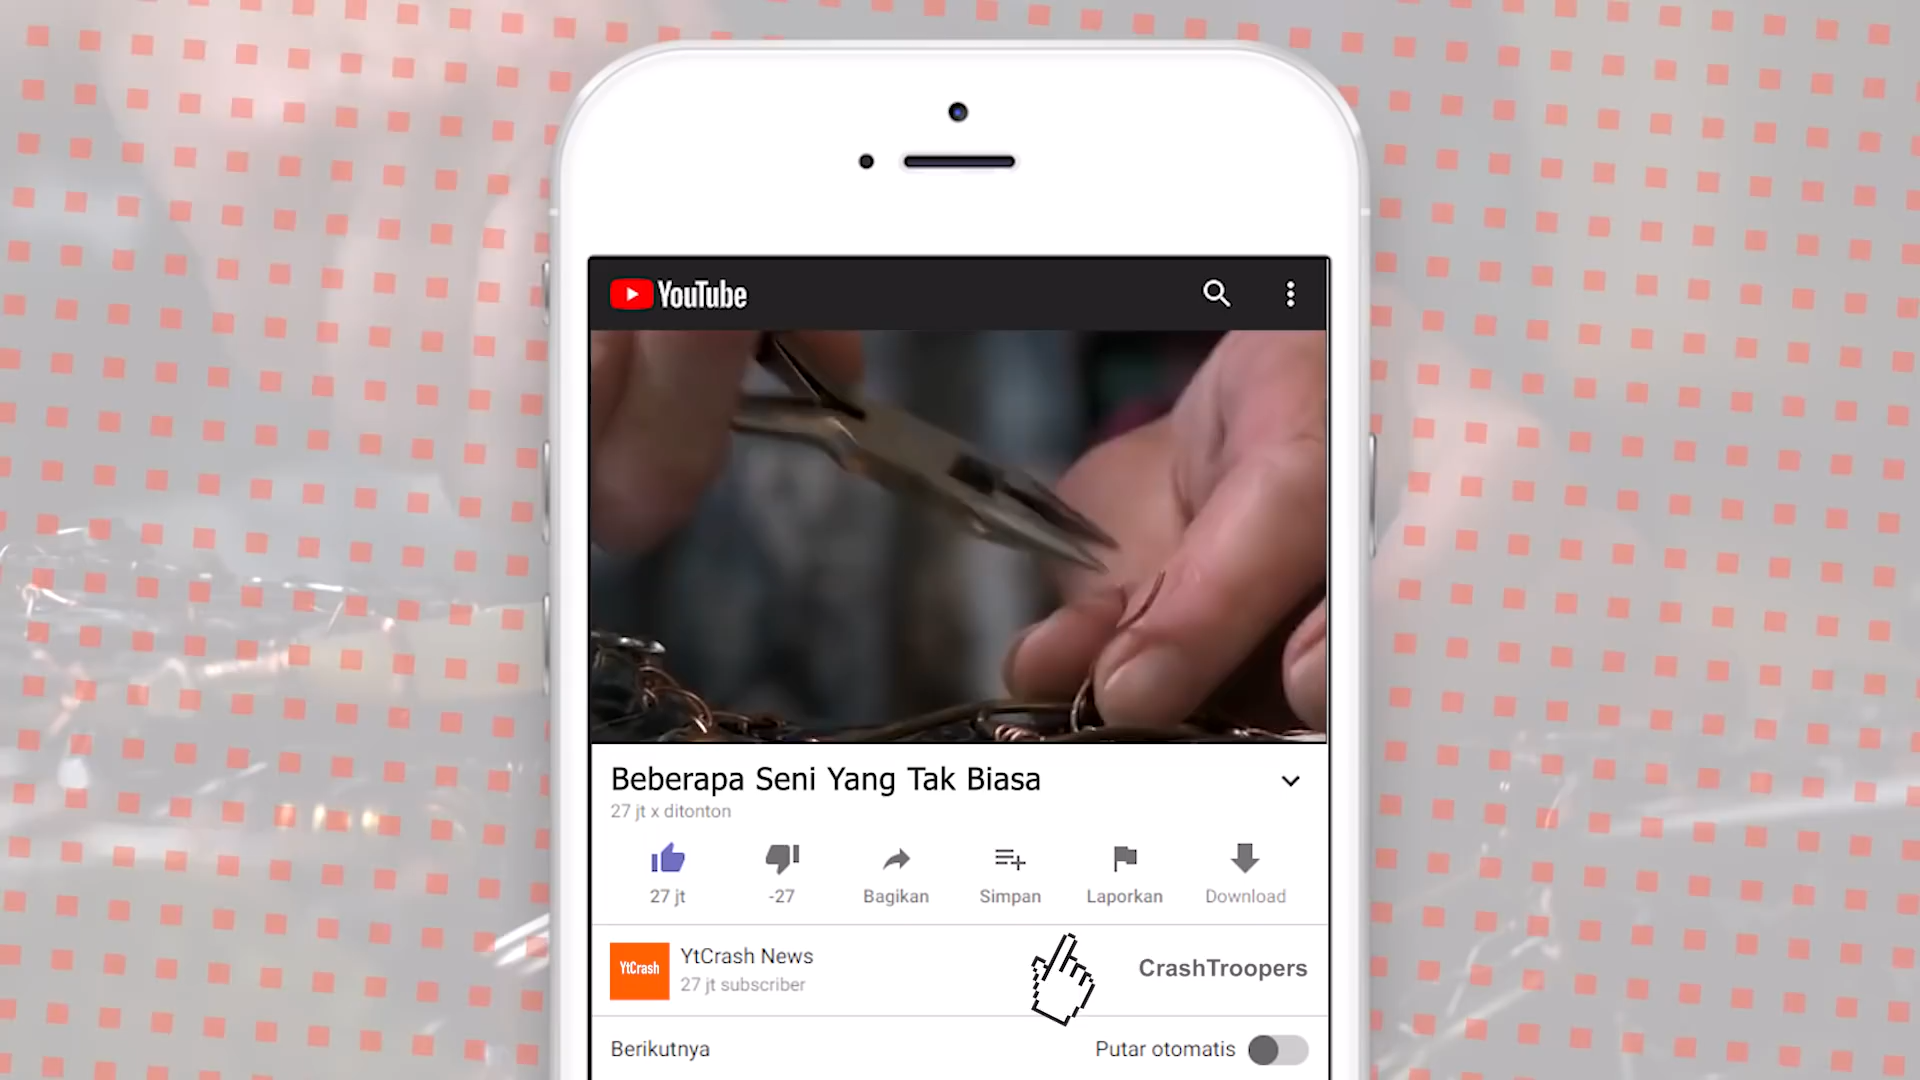 YouTube
Beberapa Seni Yang Tak Biasa
27 jt x ditonton
27 jt
-27
Bagikan
Simpan
Laporkan
Download
YtCrash
YtCrash News
27 jt subscriber
CrashTroopers
Berikutnya
Putar otomatis